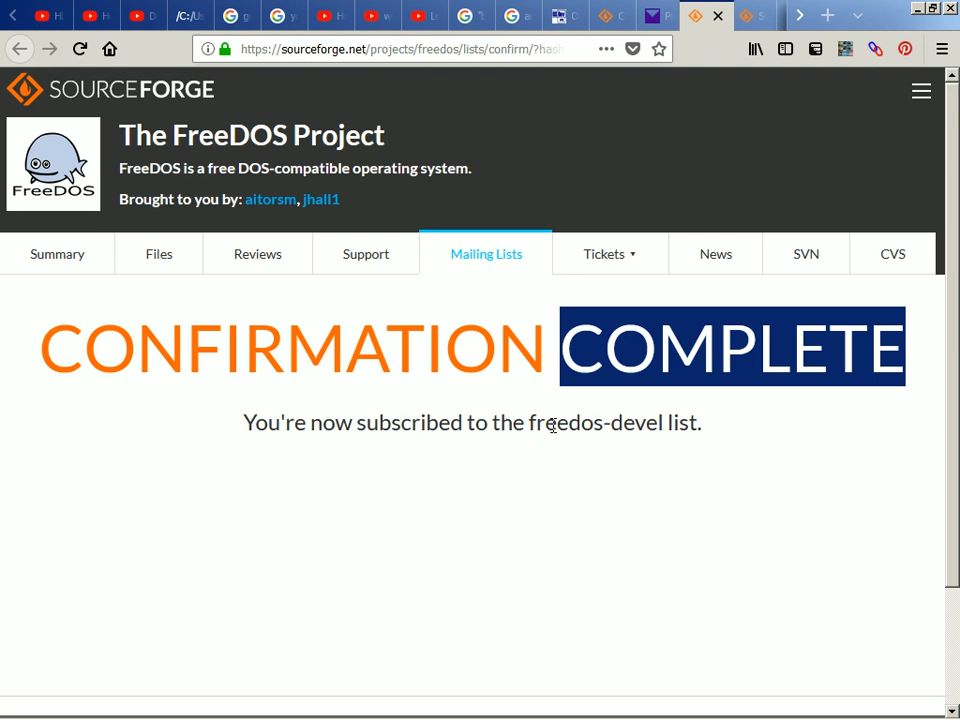 /C:/U
https://sourceforge.net/projects/freedos/lists/confirm/?hash
SOURCEFORGE
FreeDOS
The FreeDOS Project
FreeDOS is a free DOS-compatible operating system.
Brought to you by: aitorsm, jhall1
Summary Files Reviews Support Mailing Lists Tickets News SVN CVS
CONFIRMATION COMPLETE
You're now subscribed to the freedos-devel list.